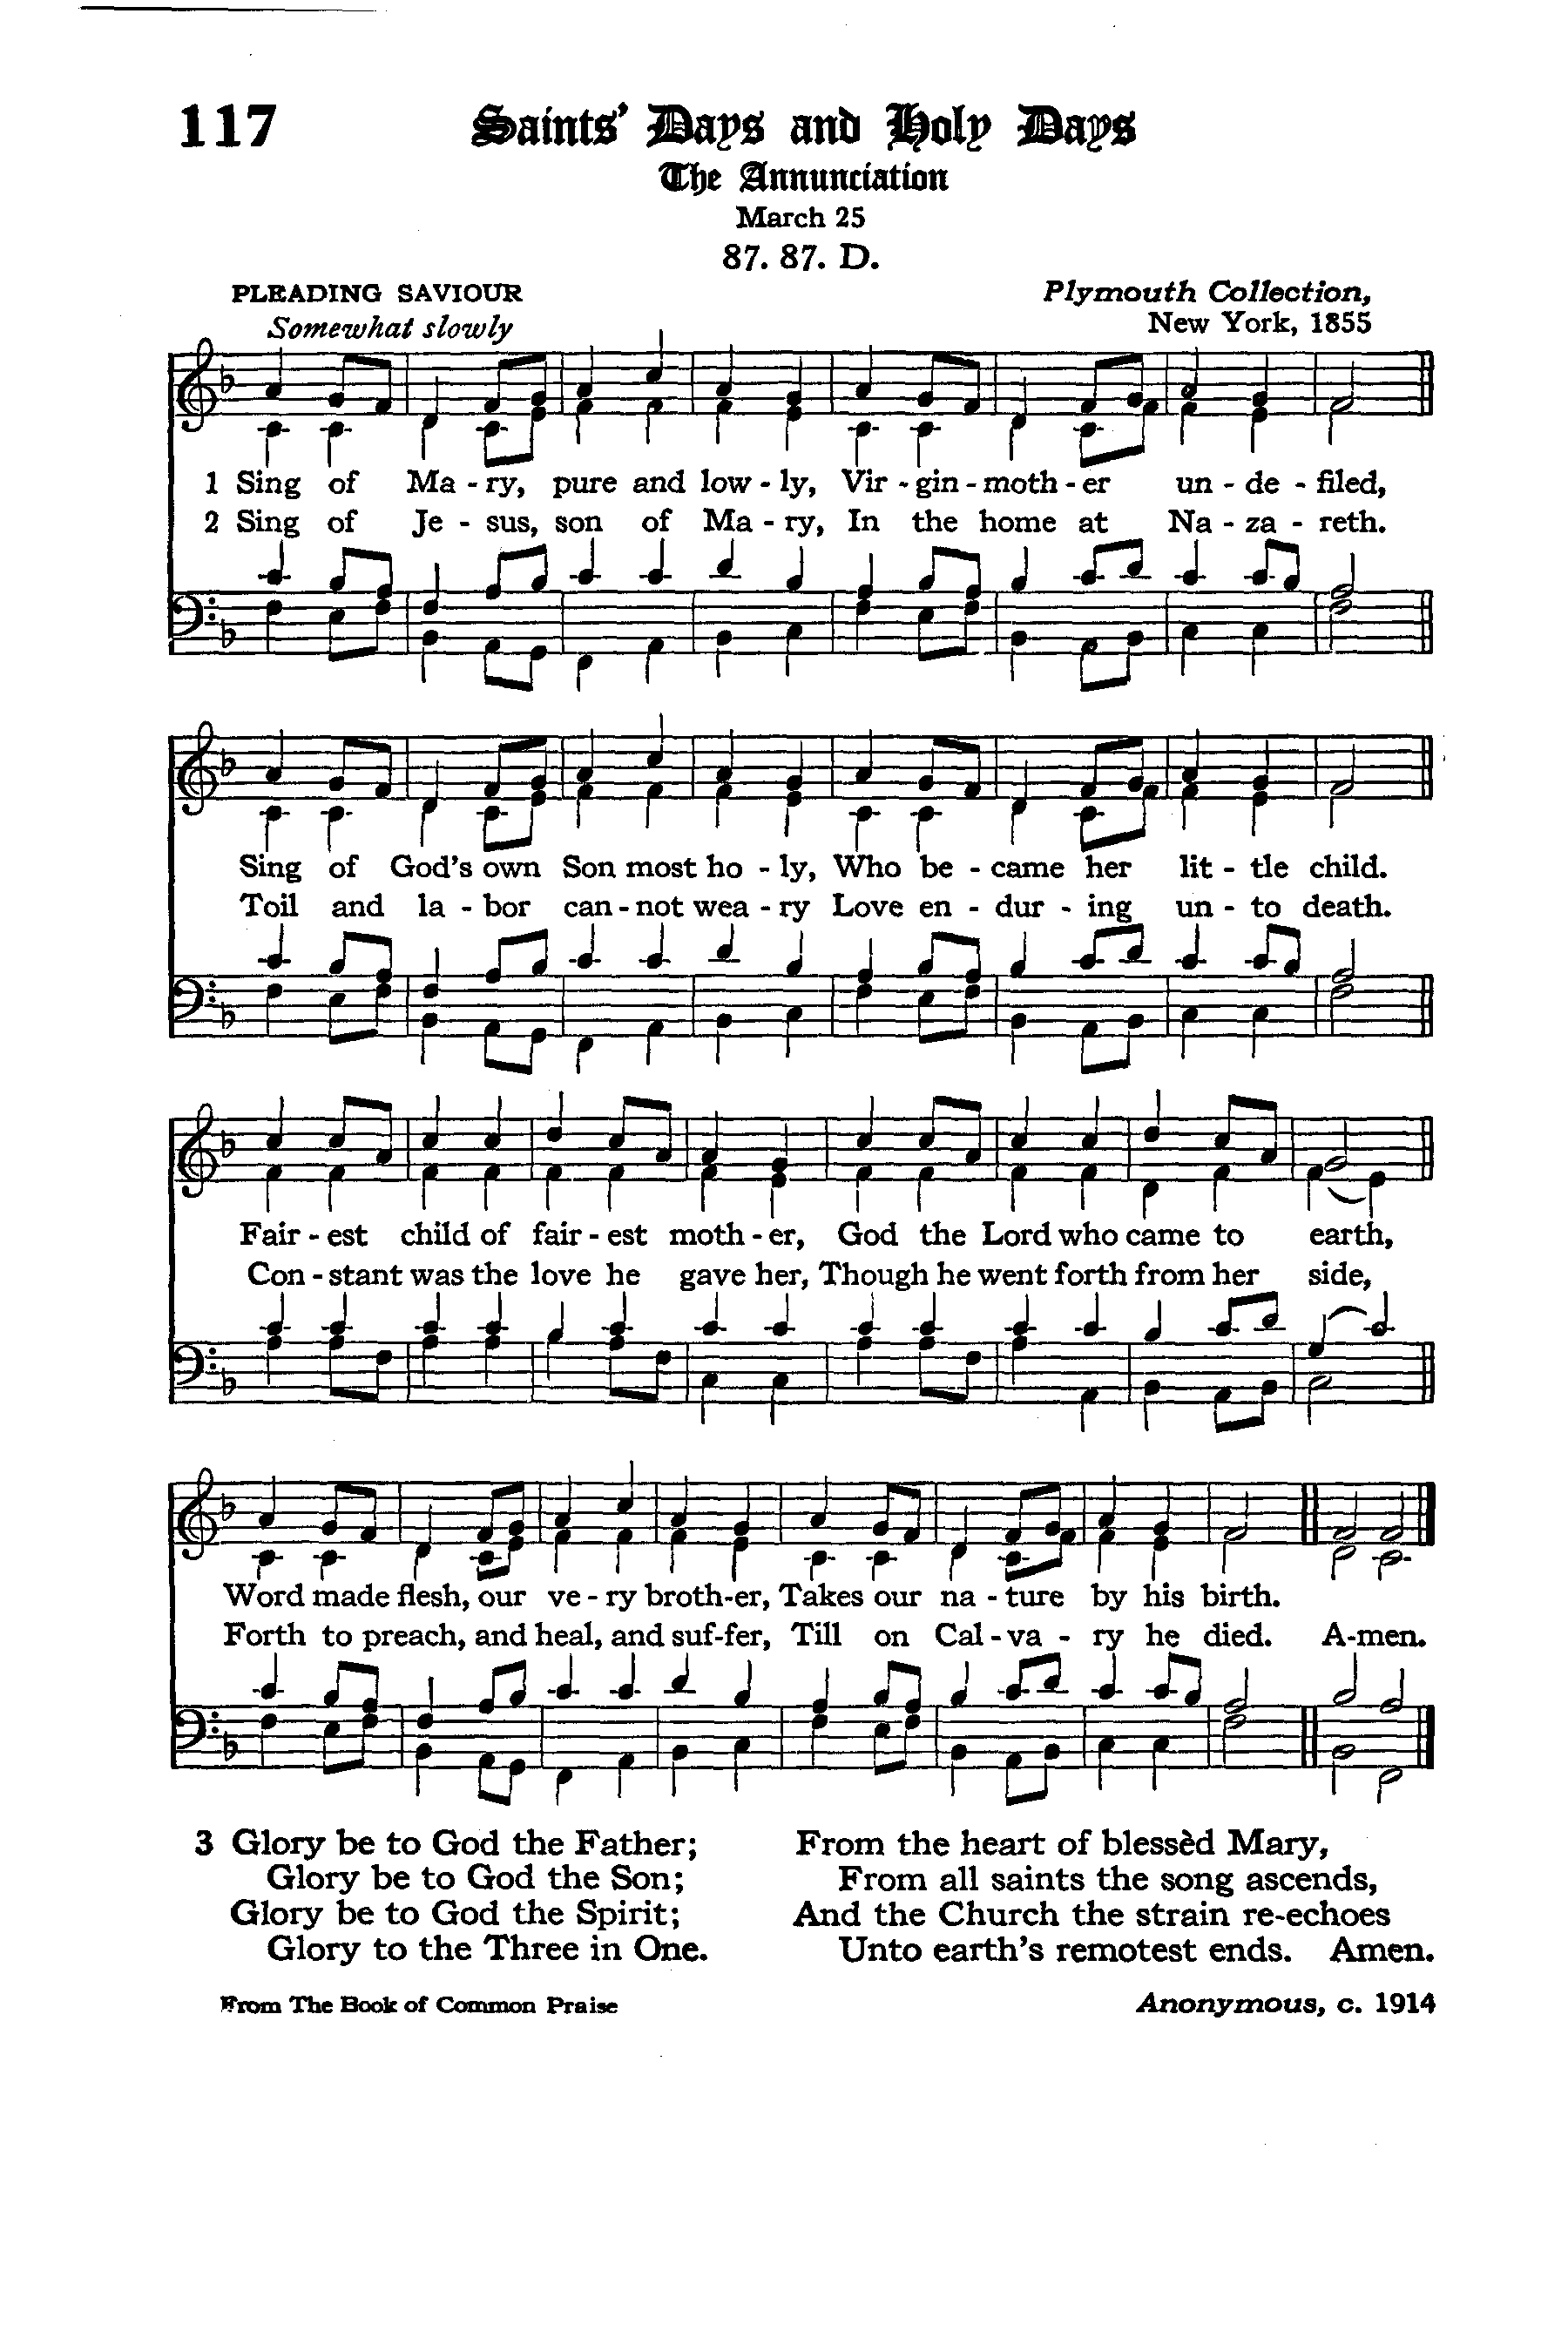 117 Saints' Days and Holy Days
The Annunciation
March 25
87. 87. D.
PLEADING SAVIOUR Plymouth Collection,
Somewhat slowly New York, 1855
1 Sing of Ma - ry, pure and low - ly, Vir - gin - moth - er un - de - filed,
2 Sing of Je - sus, son of Ma - ry, In the home at Na - za - reth.
Sing of God's own Son most ho - ly, Who be - came her lit - tle child.
Toil and la - bor can - not wea - ry Love en - dur - ing un - to death.
Fair - est child of fair - est moth - er, God the Lord who came to earth,
Con - stant was the love he gave her, Though he went forth from her side,
Word made flesh, our ve - ry broth-er, Takes our na - ture by his birth.
Forth to preach, and heal, and suf-fer, Till on Cal - va - ry he died. A-men.
3 Glory be to God the Father;
Glory be to God the Son;
Glory be to God the Spirit;
Glory to the Three in One.
From the heart of blessèd Mary,
From all saints the song ascends,
And the Church the strain re-echoes
Unto earth's remotest ends. Amen.
From The Book of Common Praise Anonymous, c. 1914